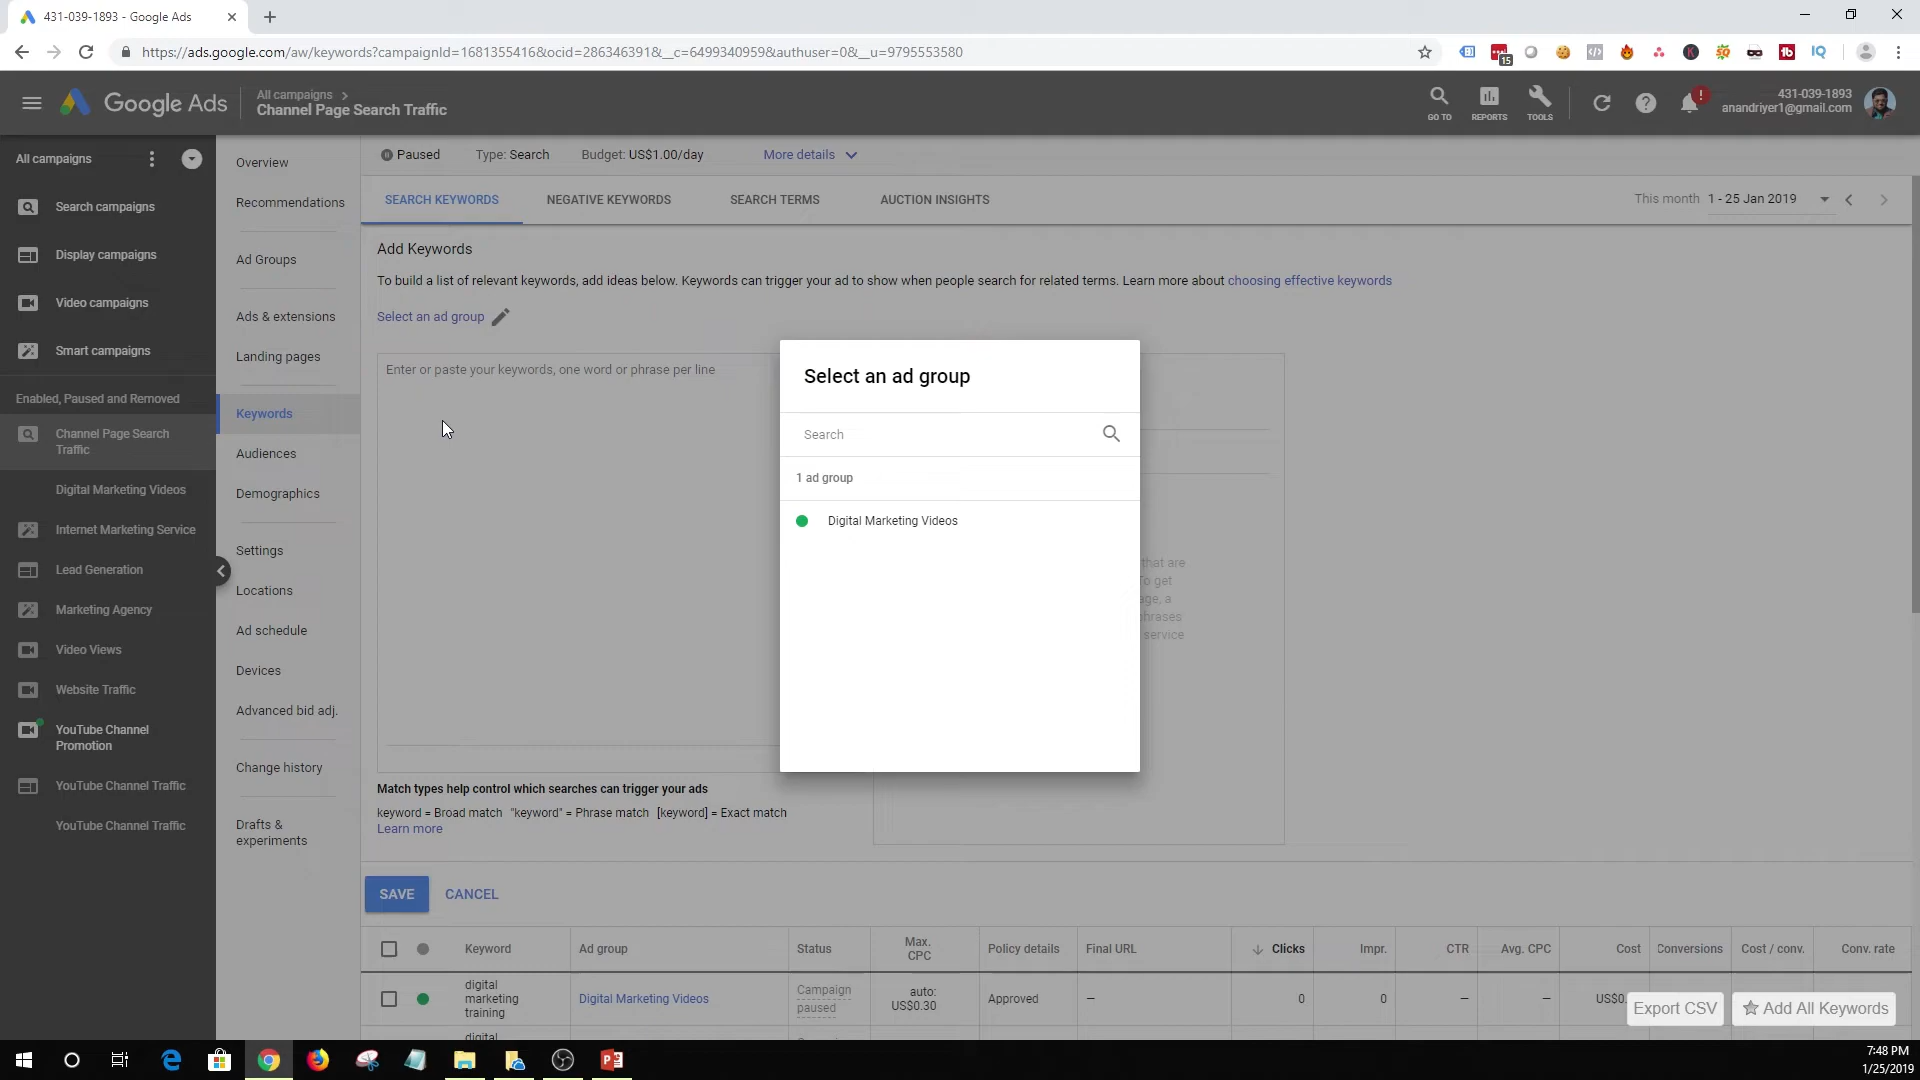 431-039-1893 - Google Ads
https://ads.google.com/aw/keywords?campaignId=1681355416&ocid=286346391&__c=6499340959&authuser=0&__u=9795553580
15
Google Ads
All campaigns
Channel Page Search Traffic
GO TO
REPORTS
TOOLS
431-039-1893
anandriyer1@gmail.com
All campaigns
Search campaigns
Display campaigns
Video campaigns
Smart campaigns
Enabled, Paused and Removed
Channel Page Search
Traffic
Digital Marketing Videos
Internet Marketing Service
Lead Generation
Marketing Agency
Video Views
Website Traffic
YouTube Channel
Promotion
YouTube Channel Traffic
YouTube Channel Traffic
Overview
Recommendations
Ad Groups
Ads & extensions
Landing pages
Keywords
Audiences
Demographics
Settings
Locations
Ad schedule
Devices
Advanced bid adj.
Change history
Drafts &
experiments
Paused
Type: Search
Budget: US$1.00/day
More details
SEARCH KEYWORDS
NEGATIVE KEYWORDS
SEARCH TERMS
AUCTION INSIGHTS
This month
1 - 25 Jan 2019
Add Keywords
To build a list of relevant keywords, add ideas below. Keywords can trigger your ad to show when people search for related terms. Learn more about choosing effective keywords
Select an ad group
Enter or paste your keywords, one word or phrase per line
Select an ad group
Search
1 ad group
Digital Marketing Videos
that are
To get
age, a
phrases
service
Match types help control which searches can trigger your ads
keyword = Broad match "keyword" = Phrase match [keyword] = Exact match
Learn more
SAVE
CANCEL
Keyword
Ad group
Status
Max.
CPC
Policy details
Final URL
Clicks
Impr.
CTR
Avg. CPC
Cost
Conversions
Cost / conv.
Conv. rate
digital
marketing
training
Digital Marketing Videos
Campaign
paused
auto:
US$0.30
Approved
—
0
0
—
—
US$0.
Export CSV
Add All Keywords
digital
7:48 PM
1/25/2019